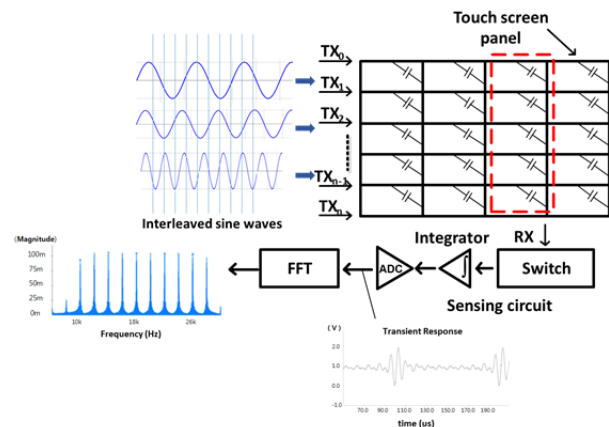 Touch screen
panel
TX0
TX1
TX2
TXn-1
TXn
Interleaved sine waves
RX
Integrator
Switch
ADC
∫
FFT
Sensing circuit
(Magnitude)
100m
75m
50m
25m
0m
10k
18k
26k
Frequency (Hz)
Transient Response
( V )
2.0
1.0
0.0
-1.0
70.0
90.0
110.0
130.0
150.0
170.0
190.0
time (us)